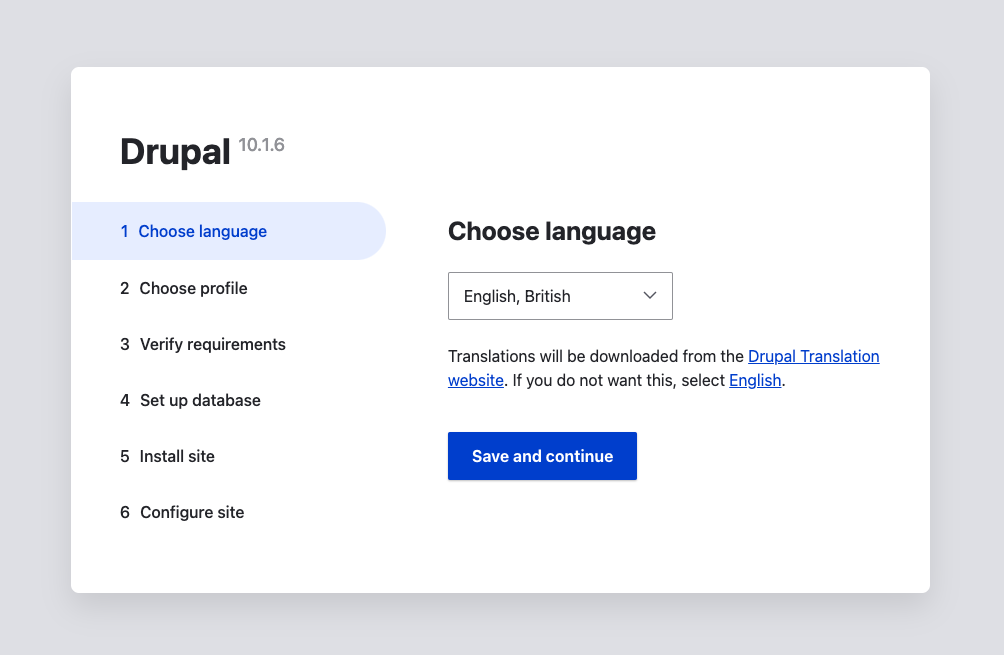 Drupal 10.1.6
1 Choose language
2 Choose profile
3 Verify requirements
4 Set up database
5 Install site
6 Configure site
Choose language
English, British
Translations will be downloaded from the Drupal Translation
website. If you do not want this, select English.
Save and continue